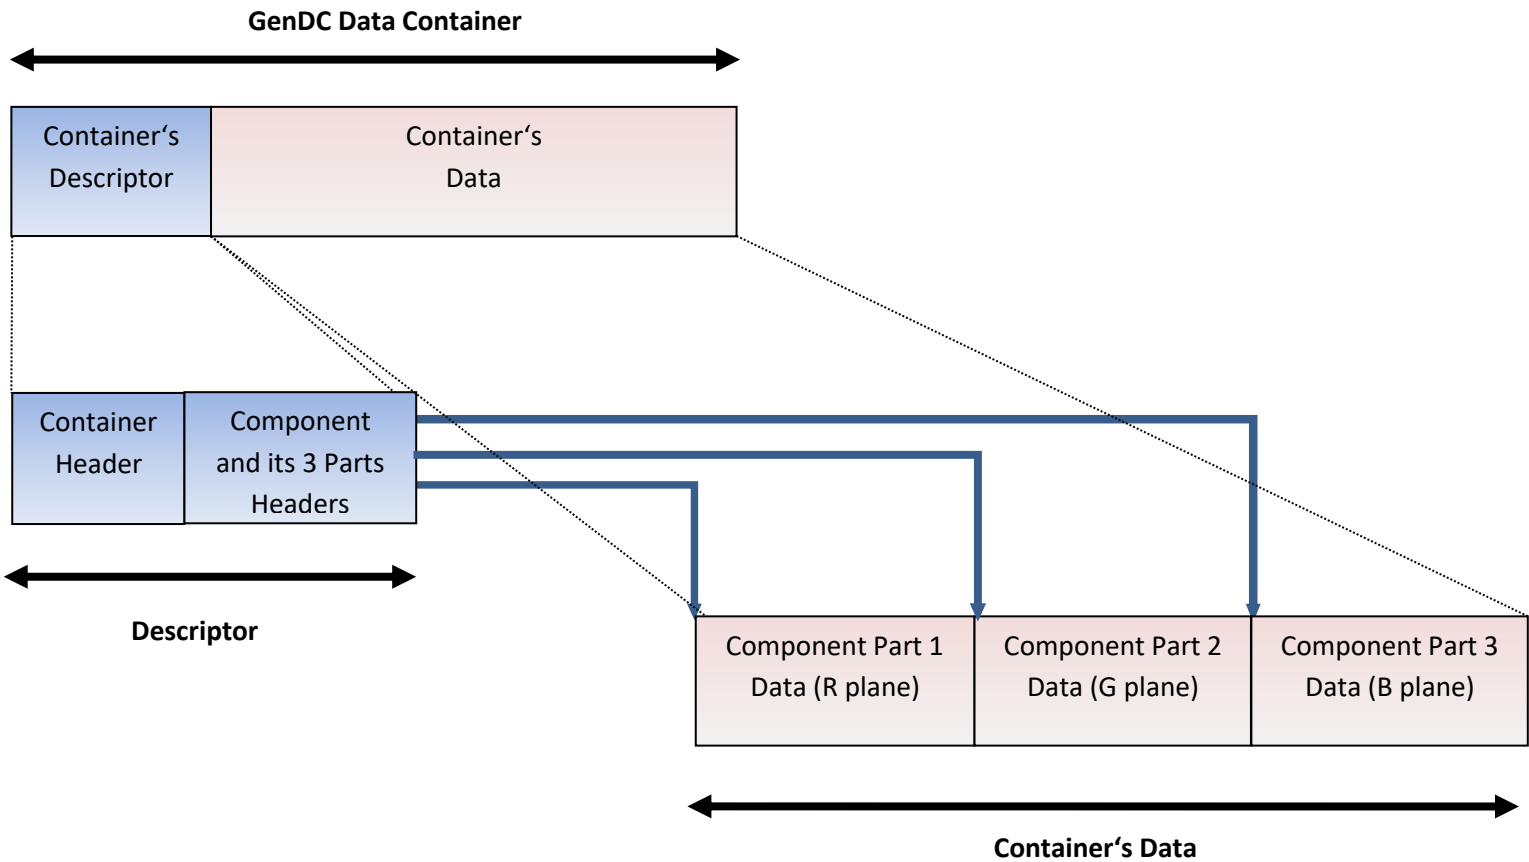 GenDC Data Container
Container‘s
Descriptor
Container‘s
Data
Container
Header
Component
and its 3 Parts
Headers
Descriptor
Component Part 1
Data (R plane)
Component Part 2
Data (G plane)
Component Part 3
Data (B plane)
Container‘s Data